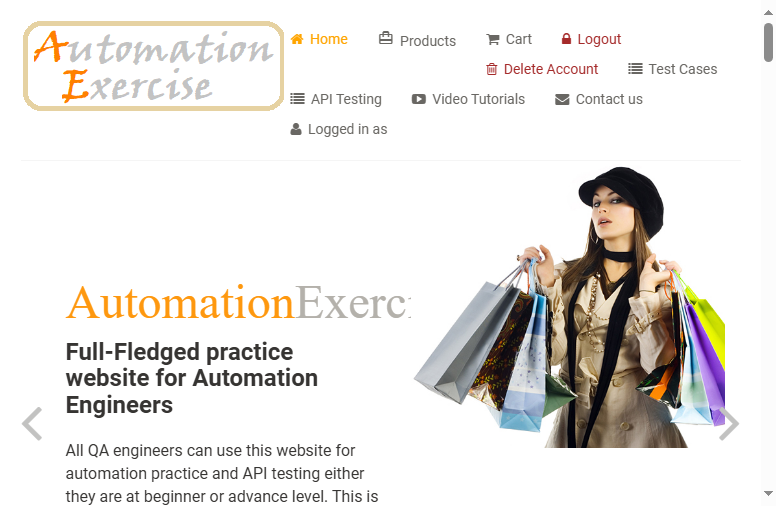 Automation
Exercise
Home Products Cart Logout
Delete Account Test Cases
API Testing Video Tutorials Contact us
Logged in as
AutomationExerci
Full-Fledged practice
website for Automation
Engineers
All QA engineers can use this website for
automation practice and API testing either
they are at beginner or advance level. This is